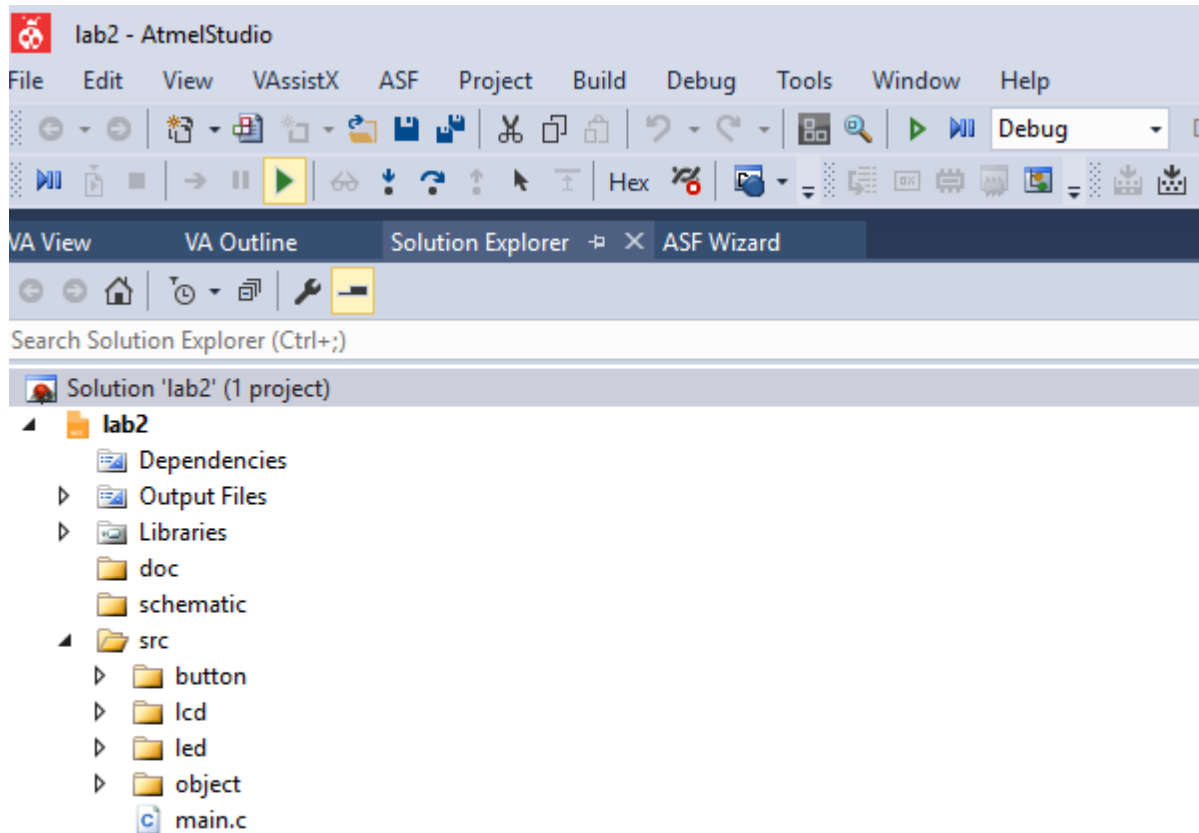 lab2 - AtmelStudio
File Edit View VAssistX ASF Project Build Debug Tools Window Help
Debug
Hex
VA View VA Outline Solution Explorer ASF Wizard
Search Solution Explorer (Ctrl+;)
Solution 'lab2' (1 project)
lab2
Dependencies
Output Files
Libraries
doc
schematic
src
button
lcd
led
object
main.c